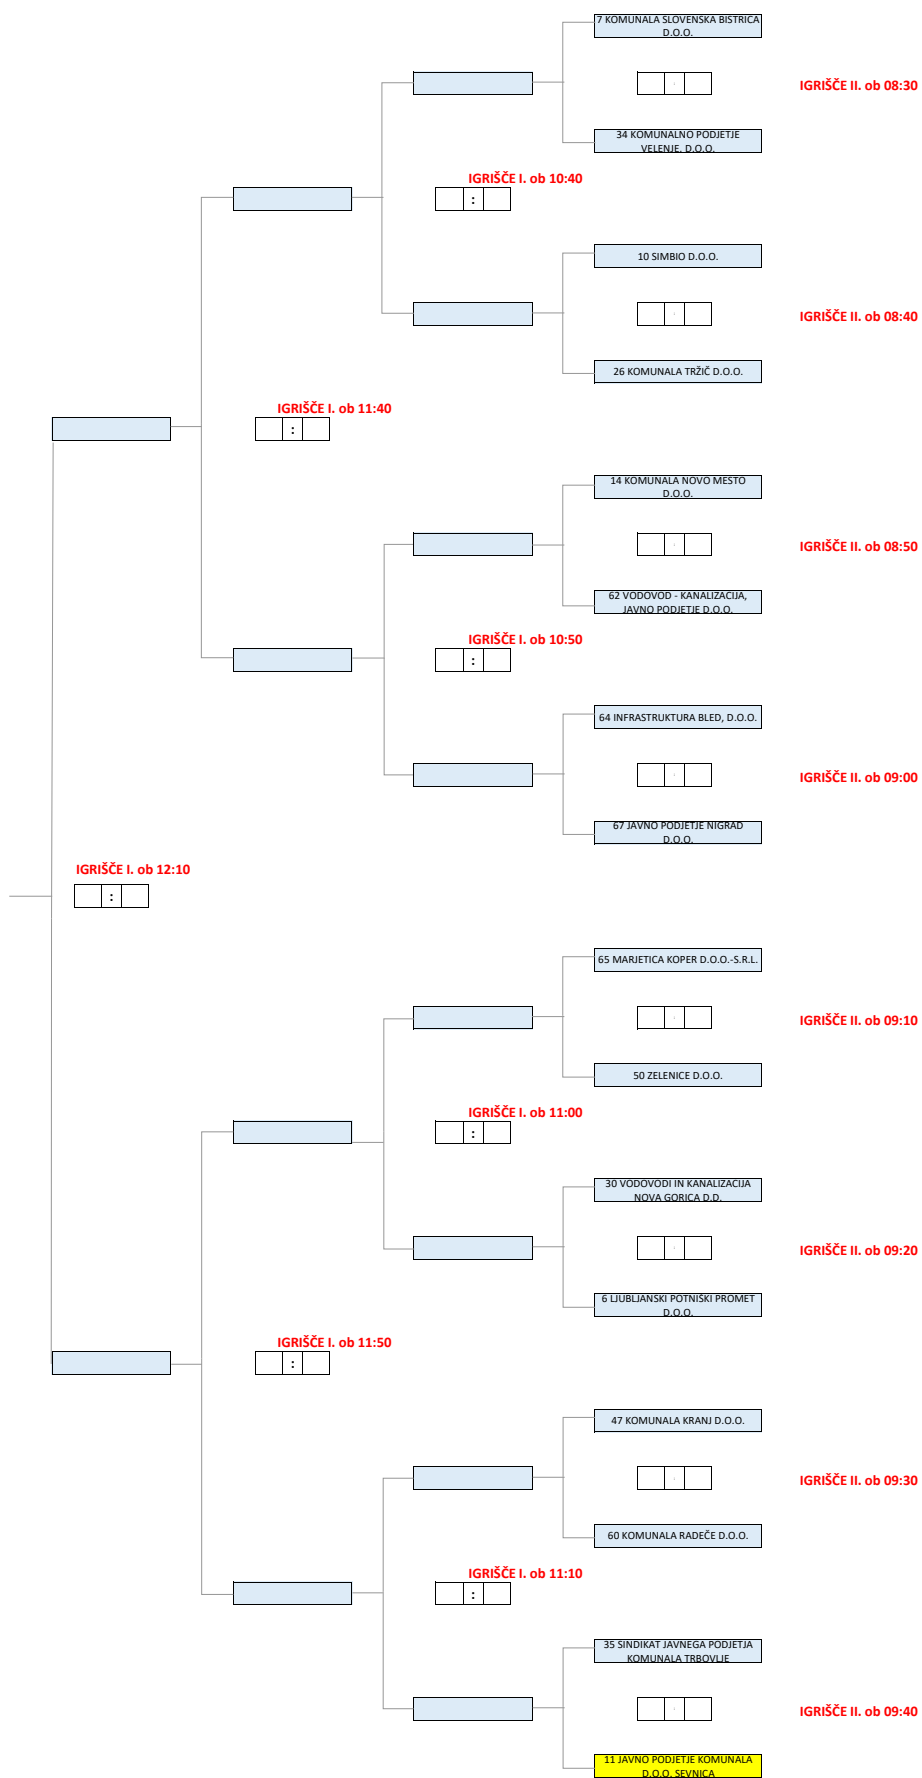 7 KOMUNALA SLOVENSKA BISTRICA
D.O.O.
IGRIŠČE II. ob 08:30
34 KOMUNALNO PODJETJE
VELENJE, D.O.O.
IGRIŠČE I. ob 10:40
:
10 SIMBIO D.O.O.
IGRIŠČE II. ob 08:40
26 KOMUNALA TRŽIČ D.O.O.
IGRIŠČE I. ob 11:40
:
14 KOMUNALA NOVO MESTO
D.O.O.
IGRIŠČE II. ob 08:50
62 VODOVOD - KANALIZACIJA,
JAVNO PODJETJE D.O.O.
IGRIŠČE I. ob 10:50
:
64 INFRASTRUKTURA BLED, D.O.O.
IGRIŠČE II. ob 09:00
67 JAVNO PODJETJE NIGRAD
D.O.O.
IGRIŠČE I. ob 12:10
:
65 MARJETICA KOPER D.O.O.-S.R.L.
IGRIŠČE II. ob 09:10
50 ZELENICE D.O.O.
IGRIŠČE I. ob 11:00
:
30 VODOVODI IN KANALIZACIJA
NOVA GORICA D.D.
IGRIŠČE II. ob 09:20
6 LJUBLJANSKI POTNIŠKI PROMET
D.O.O.
IGRIŠČE I. ob 11:50
:
47 KOMUNALA KRANJ D.O.O.
IGRIŠČE II. ob 09:30
60 KOMUNALA RADEČE D.O.O.
IGRIŠČE I. ob 11:10
:
35 SINDIKAT JAVNEGA PODJETJA
KOMUNALA TRBOVLJE
IGRIŠČE II. ob 09:40
11 JAVNO PODJETJE KOMUNALA
D.O.O. SEVNICA